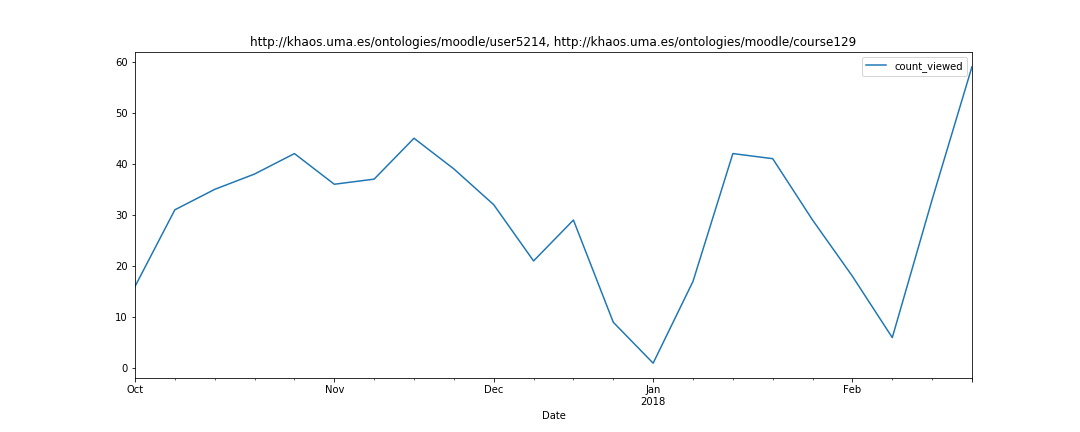 http://khaos.uma.es/ontologies/moodle/user5214, http://khaos.uma.es/ontologies/moodle/course129
count_viewed
60
50
40
30
20
10
0
Oct Nov Dec Jan Feb
2018
Date